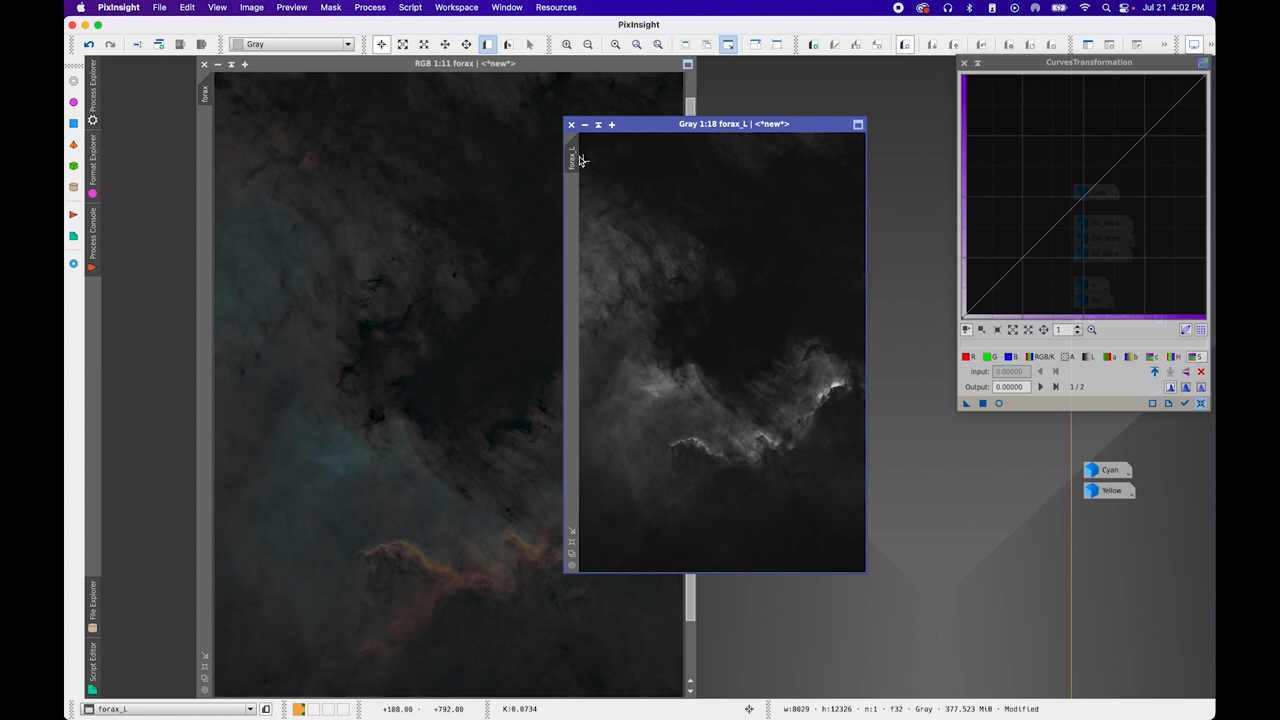 PixInsight File Edit View Image Preview Mask Process Script Workspace Window Resources Jul 21 4:02 PM
PixInsight
Gray
RGB 1:11 forax | <*new*>
CurvesTransformation
Process Explorer
Format Explorer
Process Console
File Explorer
Script Editor
forax
Gray 1:18 forax_L | <*new*>
forax_L
1
R G B RGB/K A L a b c H S
Input: 0.00000
Output: 0.00000 1 / 2
Cyan
Yellow
forax_L +108.00 · +792.00 K:0.0734 w:8029 · h:12326 · n:1 · f32 · Gray · 377.523 MiB · Modified